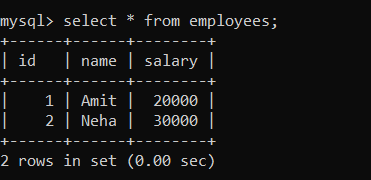 mysql> select * from employees;
+------+------+--------+
| id   | name | salary |
+------+------+--------+
|    1 | Amit |  20000 |
|    2 | Neha |  30000 |
+------+------+--------+
2 rows in set (0.00 sec)